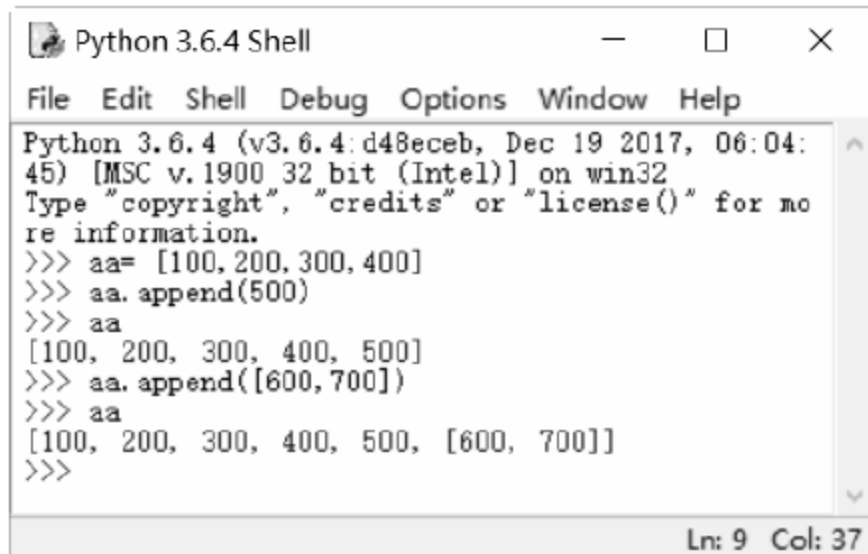 Python 3.6.4 Shell
File Edit Shell Debug Options Window Help
Python 3.6.4 (v3.6.4:d48eceb, Dec 19 2017, 06:04:
45) [MSC v.1900 32 bit (Intel)] on win32
Type "copyright", "credits" or "license()" for mo
re information.
>>> aa= [100,200,300,400]
>>> aa.append(500)
>>> aa
[100, 200, 300, 400, 500]
>>> aa.append([600,700])
>>> aa
[100, 200, 300, 400, 500, [600, 700]]
>>>
Ln: 9 Col: 37